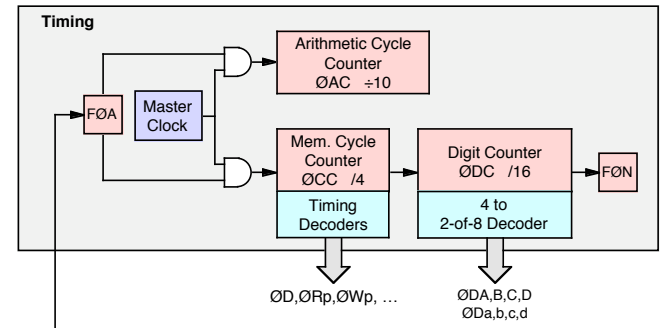 Timing
Arithmetic Cycle
Counter
ØAC ÷10
FØA
Master
Clock
Mem. Cycle
Counter
ØCC /4
Digit Counter
ØDC /16
FØN
Timing
Decoders
4 to
2-of-8 Decoder
ØD,ØRp,ØWp, …
ØDA,B,C,D
ØDa,b,c,d